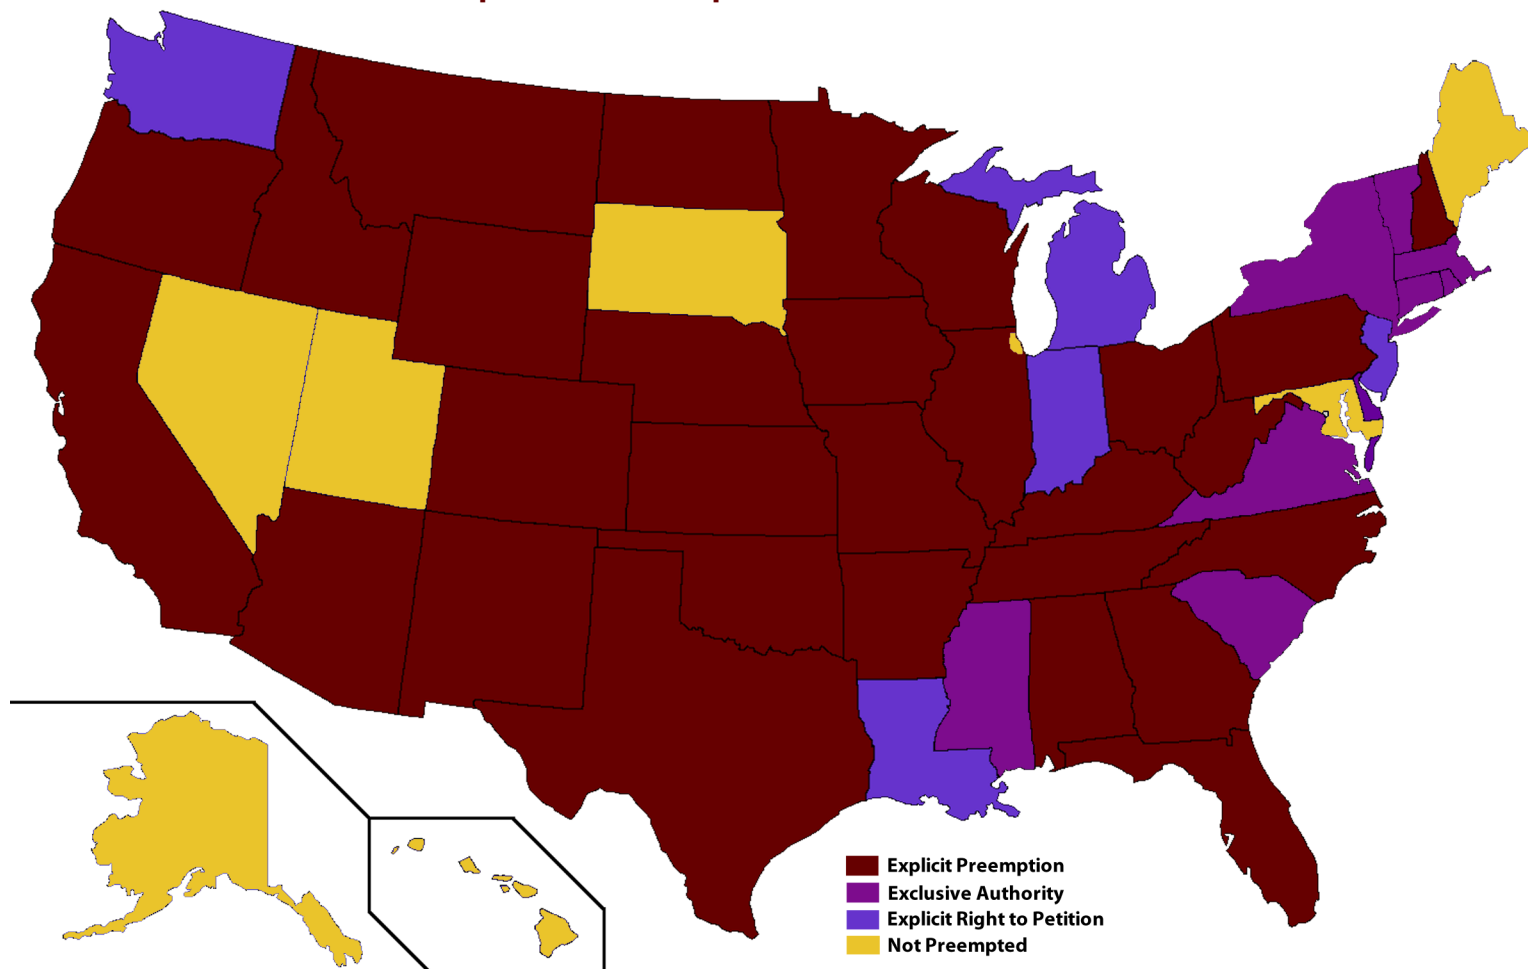 Explicit Preemption
Exclusive Authority
Explicit Right to Petition
Not Preempted